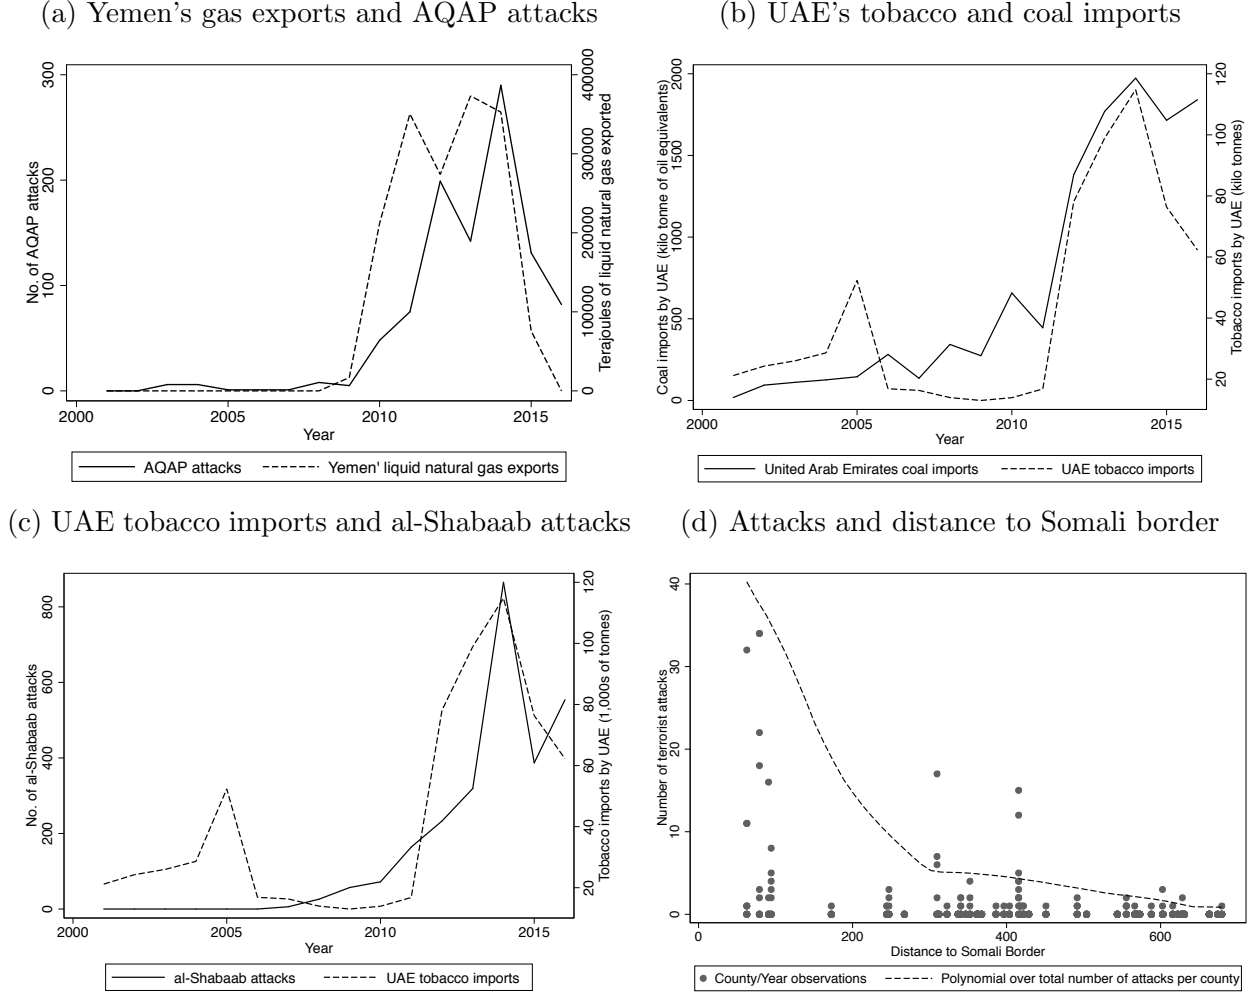 (a) Yemen's gas exports and AQAP attacks
No. of AQAP attacks
0 100 200 300
Terajoules of liquid natural gas exported
0 100000 200000 300000 400000
2000 2005 2010 2015
Year
AQAP attacks Yemen' liquid natural gas exports
(b) UAE's tobacco and coal imports
Coal imports by UAE (kilo tonne of oil equivalents)
0 500 1000 1500 2000
Tobacco imports by UAE (kilo tonnes)
20 40 60 80 100 120
2000 2005 2010 2015
Year
United Arab Emirates coal imports UAE tobacco imports
(c) UAE tobacco imports and al-Shabaab attacks
No. of al-Shabaab attacks
0 200 400 600 800
Tobacco imports by UAE (1,000s of tonnes)
20 40 60 80 100 120
2000 2005 2010 2015
Year
al-Shabaab attacks UAE tobacco imports
(d) Attacks and distance to Somali border
Number of terrorist attacks
0 10 20 30 40
0 200 400 600
Distance to Somali Border
County/Year observations Polynomial over total number of attacks per county